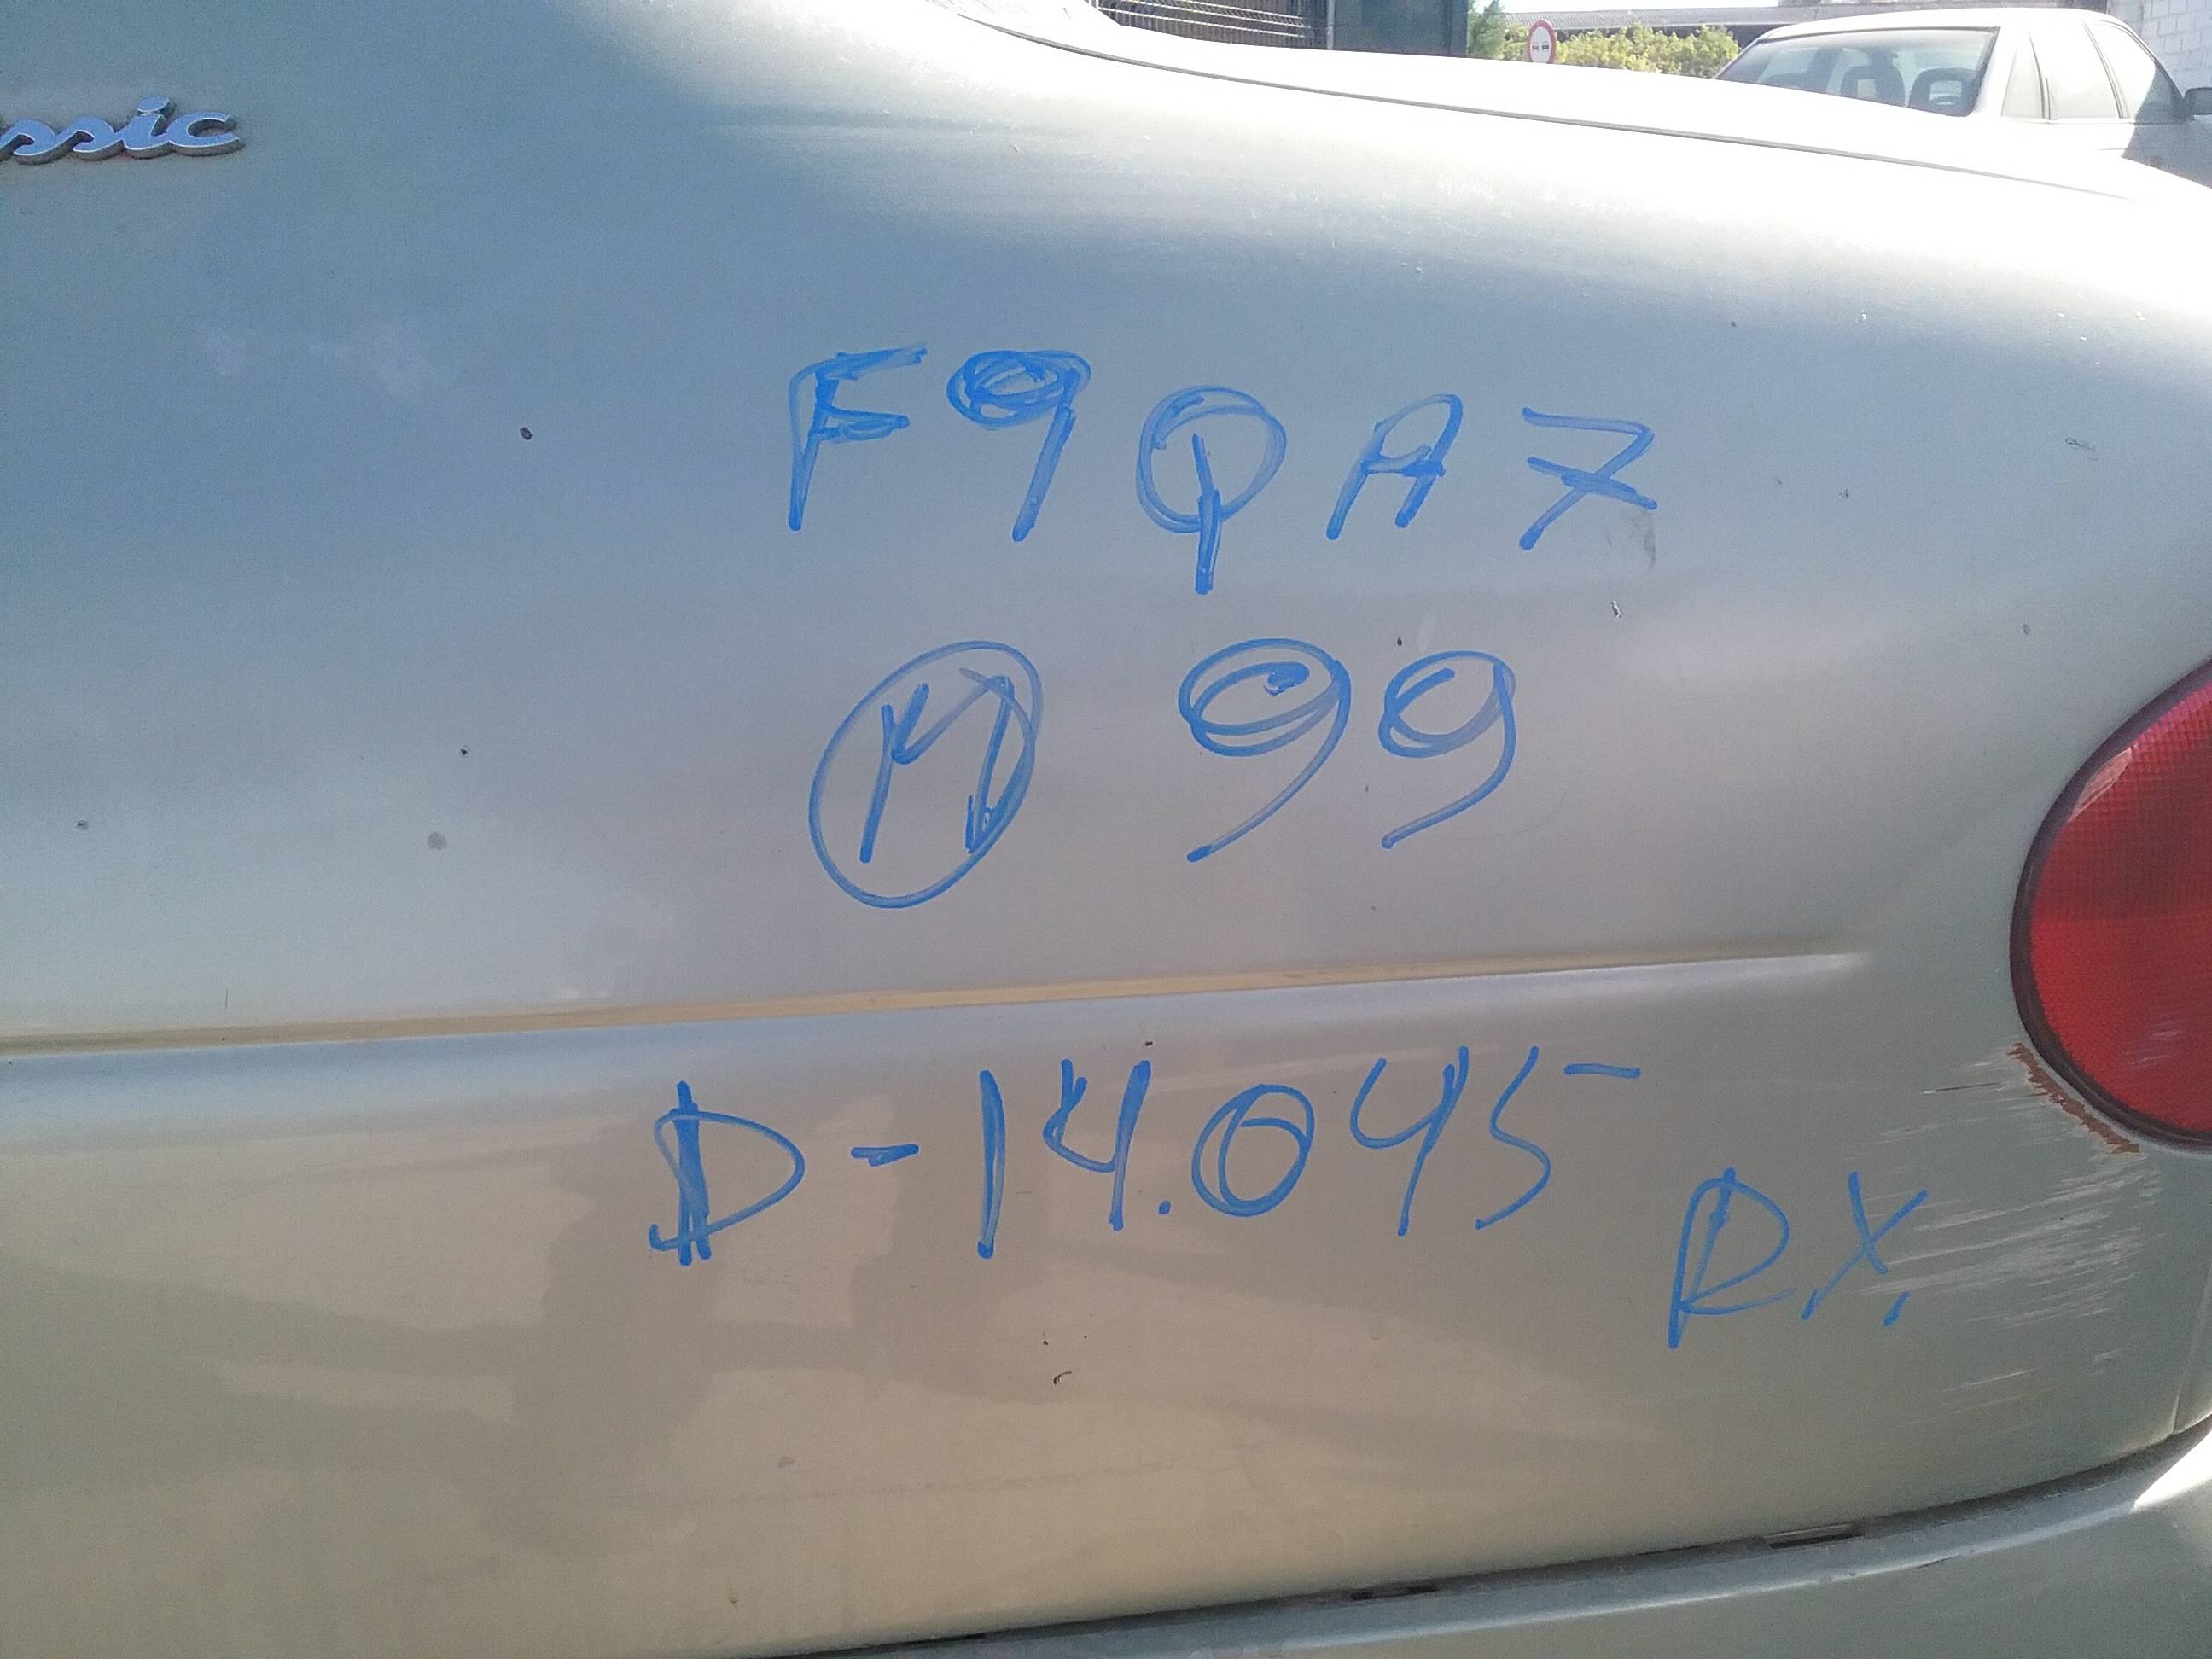 ssic
F9QA7
M 99
D-14.045
R.X.